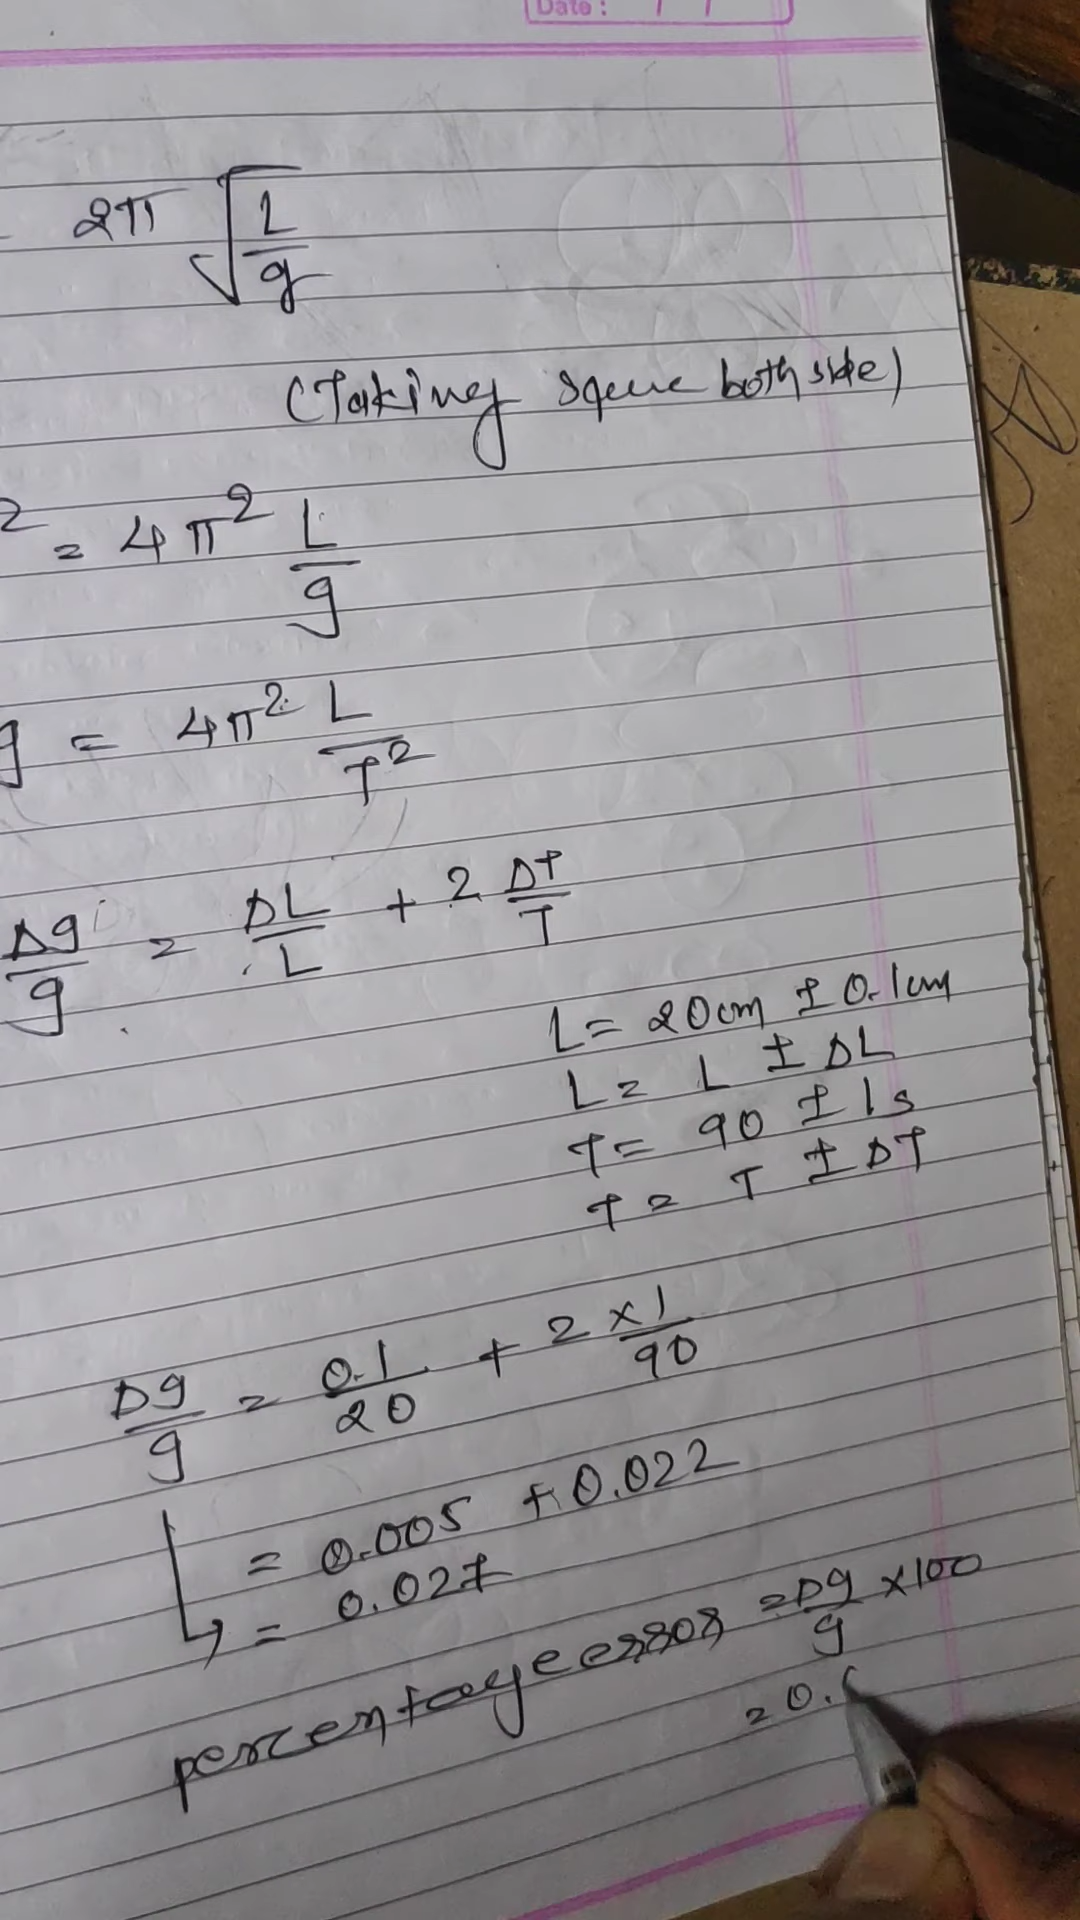 Date :
2π √(L/g)
(Taking squre both side)
2 = 4π² L/g
g = 4π² L/T²
Δg/g = ΔL/L + 2 ΔT/T
L = 20cm ± 0.1cm
L = L ± ΔL
T = 90 ± 1s
T = T ± ΔT
Δg/g = 0.1/20 + 2 × 1/90
= 0.005 + 0.022
= 0.027
percentage error = Δg/g × 100
= 0.